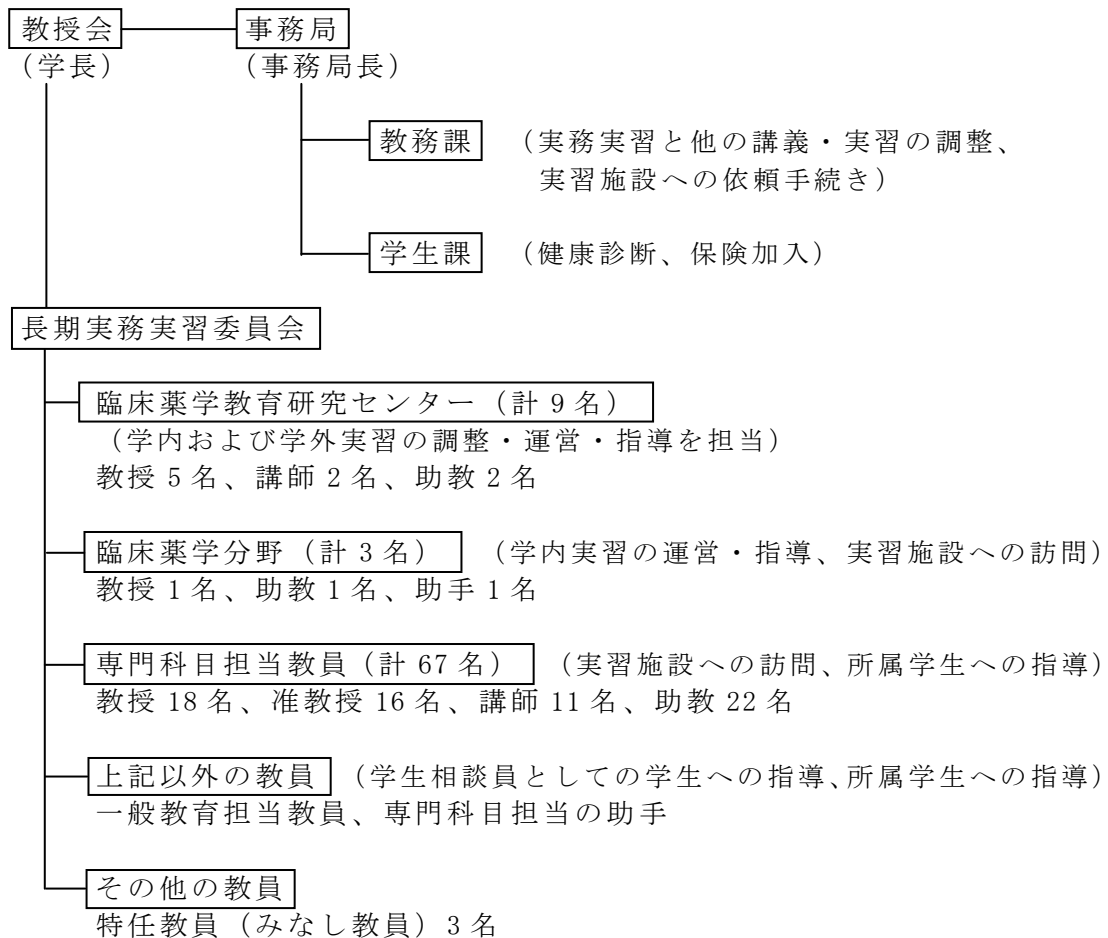 教授会 事務局
(学長) (事務局長)
教務課 (実務実習と他の講義・実習の調整、
実習施設への依頼手続き)
学生課 (健康診断、保険加入)
長期実務実習委員会
臨床薬学教育研究センター(計9名)
(学内および学外実習の調整・運営・指導を担当)
教授5名、講師2名、助教2名
臨床薬学分野(計3名) (学内実習の運営・指導、実習施設への訪問)
教授1名、助教1名、助手1名
専門科目担当教員(計67名) (実習施設への訪問、所属学生への指導)
教授18名、准教授16名、講師11名、助教22名
上記以外の教員 (学生相談員としての学生への指導、所属学生への指導)
一般教育担当教員、専門科目担当の助手
その他の教員
特任教員(みなし教員)3名